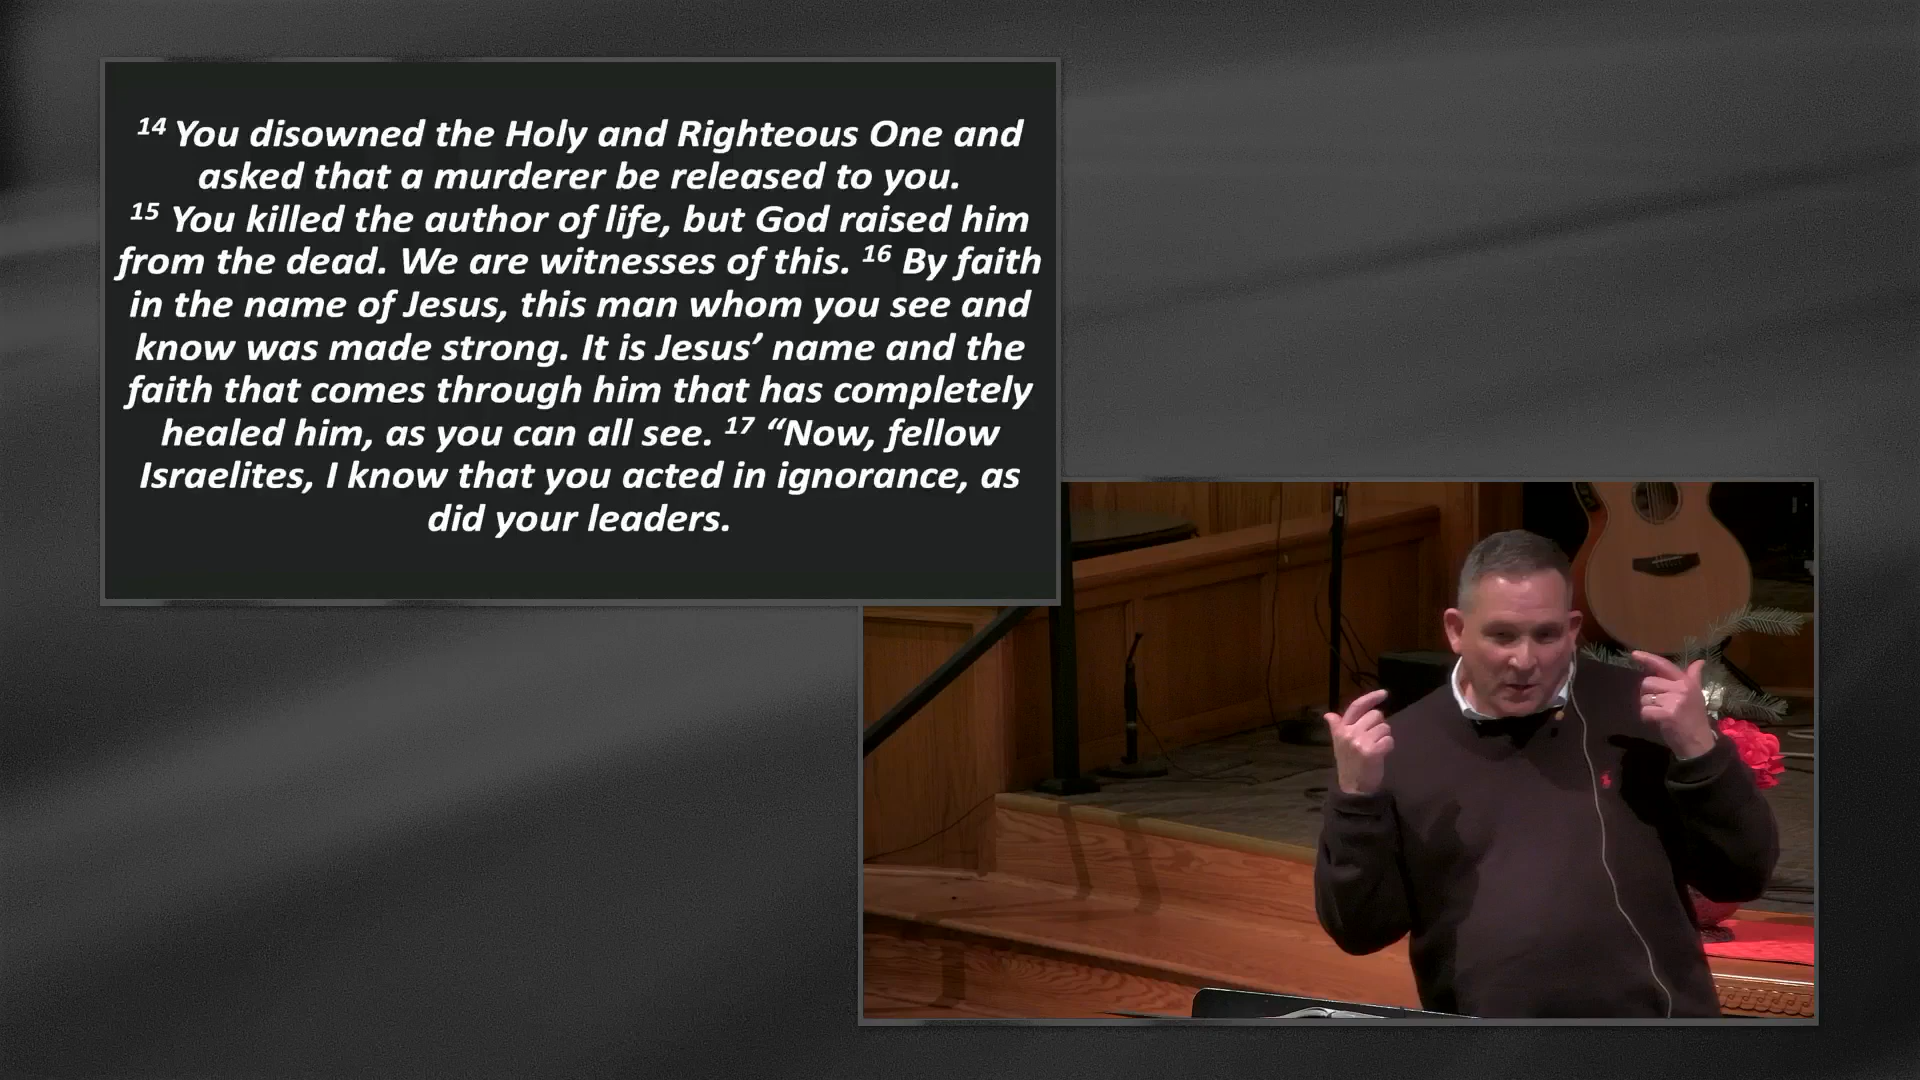 14 You disowned the Holy and Righteous One and
asked that a murderer be released to you.
15 You killed the author of life, but God raised him
from the dead. We are witnesses of this. 16 By faith
in the name of Jesus, this man whom you see and
know was made strong. It is Jesus’ name and the
faith that comes through him that has completely
healed him, as you can all see. 17 “Now, fellow
Israelites, I know that you acted in ignorance, as
did your leaders.